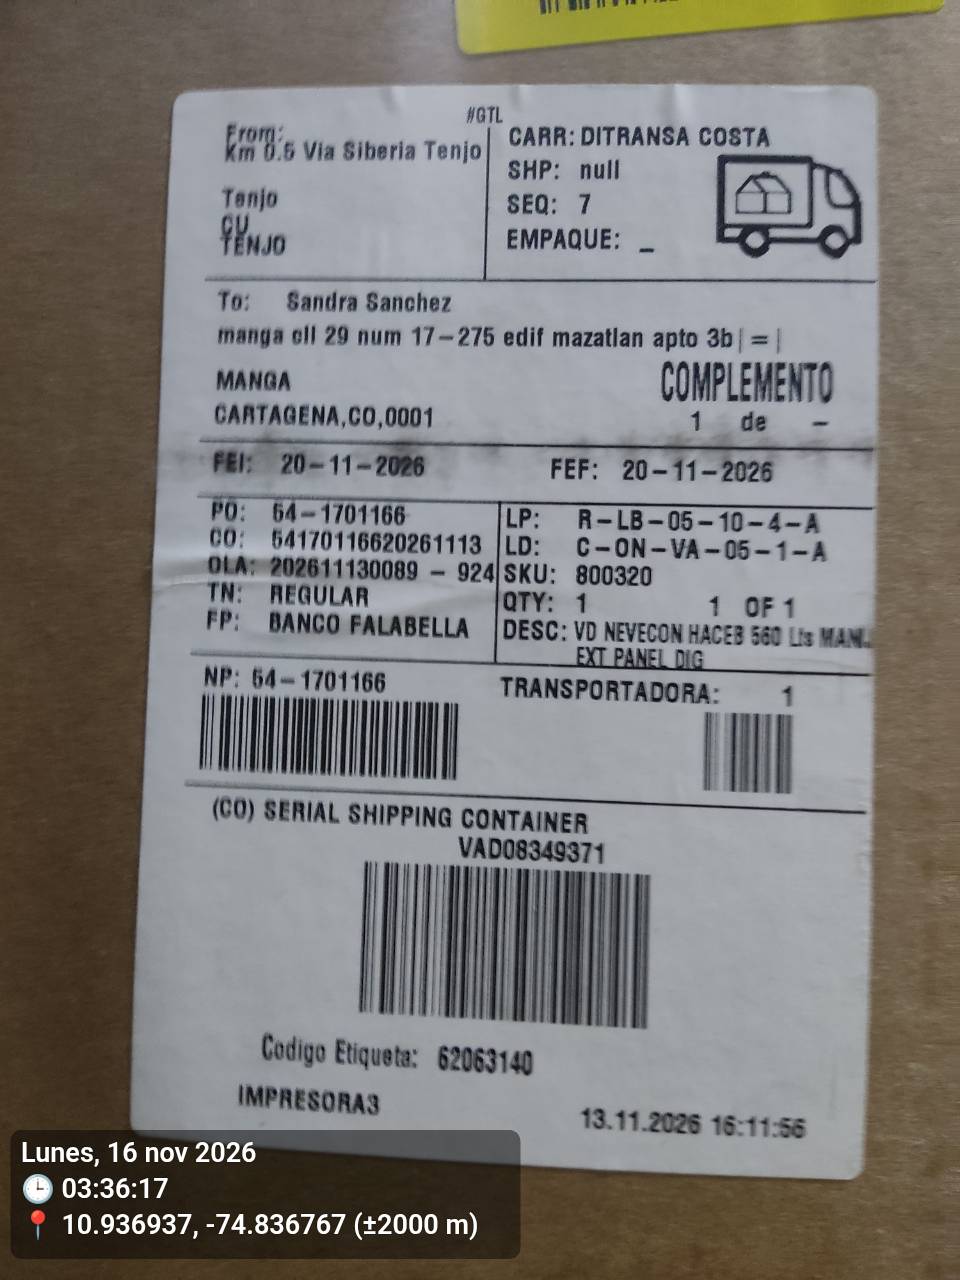 #GTL
From:
Km 0.5 Via Siberia Tenjo
Tenjo
CU
TENJO
CARR: DITRANSA COSTA
SHP: null
SEQ: 7
EMPAQUE: _
To: Sandra Sanchez
manga cll 29 num 17-275 edif mazatlan apto 3b | = |
MANGA
CARTAGENA,CO,0001
COMPLEMENTO
1 de -
FEI: 20-11-2026
FEF: 20-11-2026
PO: 54-1701166
CO: 54170116620261113
OLA: 202611130089 - 924
TN: REGULAR
FP: BANCO FALABELLA
LP: R-LB-05-10-4-A
LD: C-ON-VA-05-1-A
SKU: 800320
QTY: 1 1 OF 1
DESC: VD NEVECON HACEB 560 Lts
EXT PANEL DIG
NP: 54-1701166
TRANSPORTADORA: 1
(CO) SERIAL SHIPPING CONTAINER
VAD08349371
Codigo Etiqueta: 62063140
IMPRESORA3
13.11.2026 16:11:56
Lunes, 16 nov 2026
03:36:17
10.936937, -74.836767 (±2000 m)